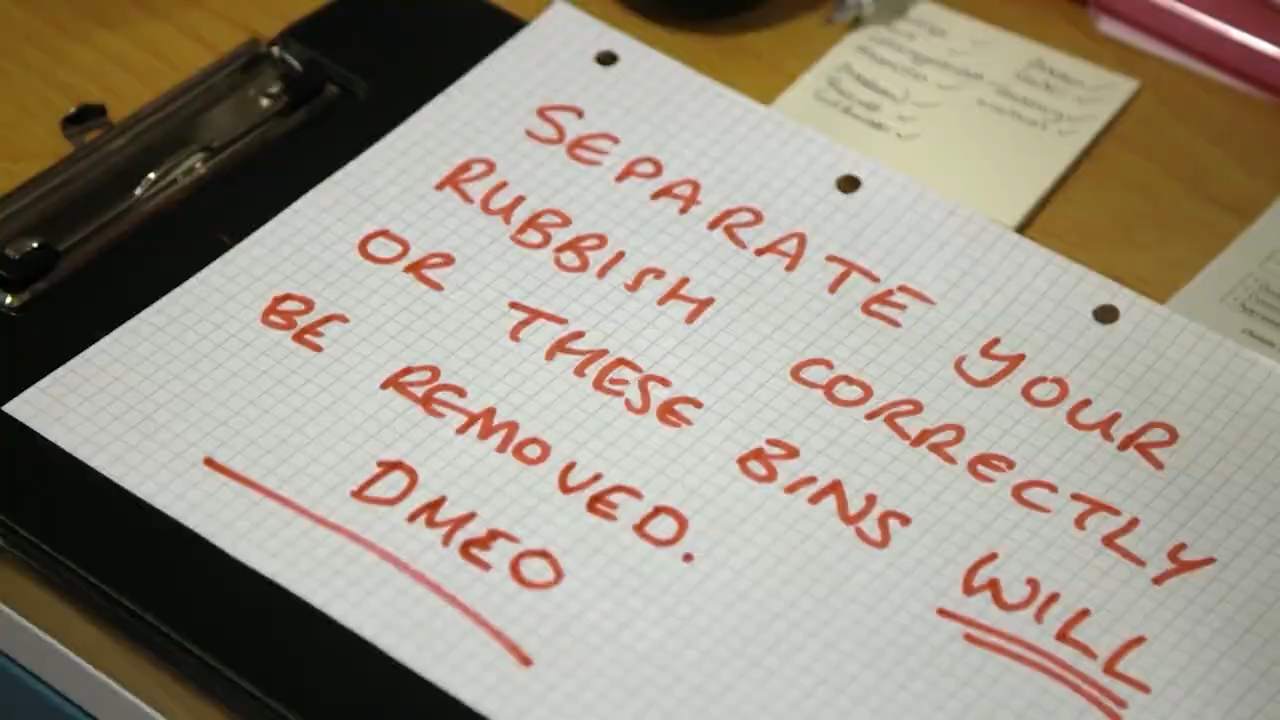 SEPARATE YOUR
RUBBISH CORRECTLY
OR THESE BINS WILL
BE REMOVED.
DMEO